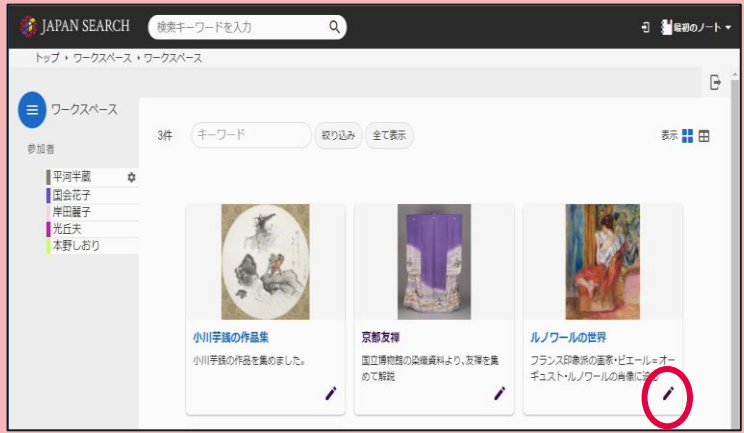 JAPAN SEARCH
検索キーワードを入力
最初のノート
トップ・ワークスペース・ワークスペース
ワークスペース
参加者
平河半蔵
国会花子
岸田麗子
光丘夫
本野しおり
3件
キーワード
絞り込み
全て表示
表示
小川芋銭の作品集
小川芋銭の作品を集めました。
京都友禅
国立博物館の染織資料より、友禅を集
めて解説
ルノワールの世界
フランス印象派の画家・ピエール=オー
ギュスト・ルノワールの肖像に